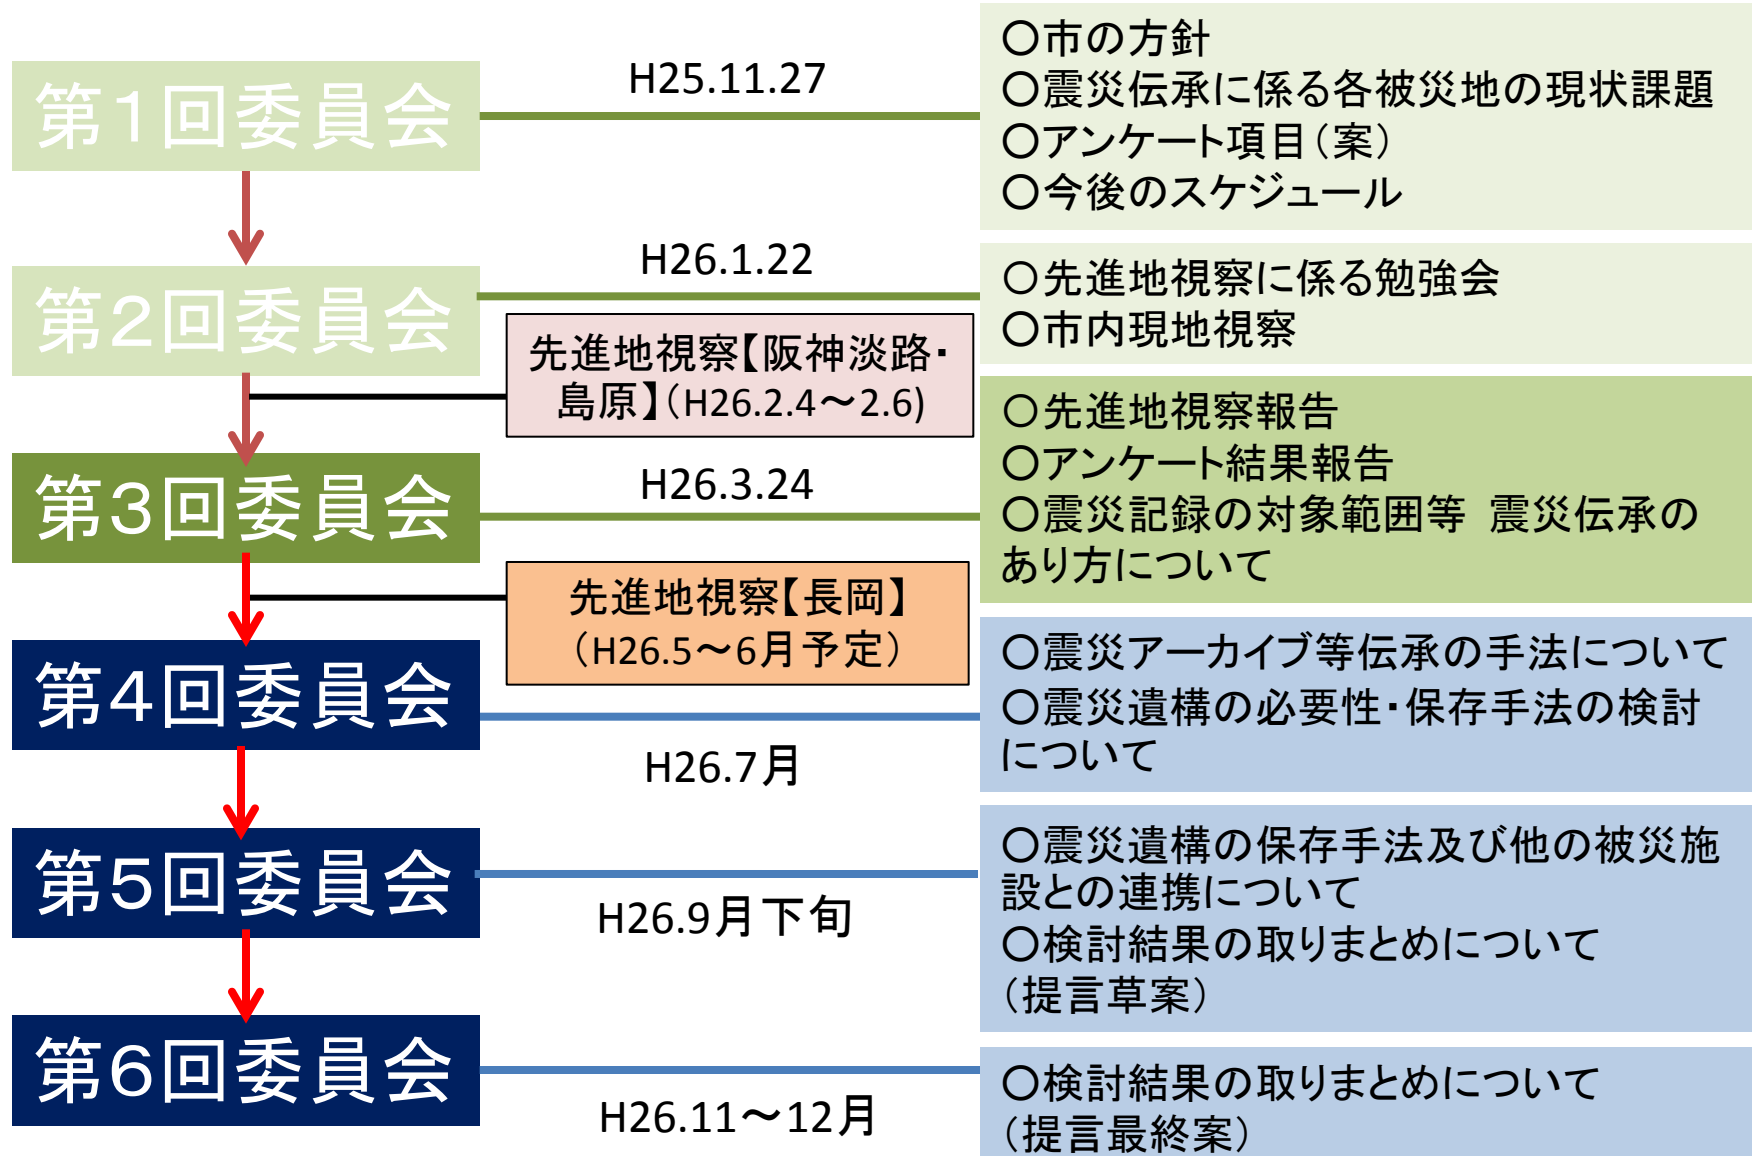 第1回委員会
H25.11.27
〇市の方針
〇震災伝承に係る各被災地の現状課題
〇アンケート項目（案）
〇今後のスケジュール
第2回委員会
H26.1.22
〇先進地視察に係る勉強会
〇市内現地視察
先進地視察【阪神淡路・
島原】（H26.2.4～2.6)
第3回委員会
H26.3.24
〇先進地視察報告
〇アンケート結果報告
〇震災記録の対象範囲等 震災伝承の
あり方について
先進地視察【長岡】
（H26.5～6月予定）
第4回委員会
H26.7月
〇震災アーカイブ等伝承の手法について
〇震災遺構の必要性・保存手法の検討
について
第5回委員会
H26.9月下旬
〇震災遺構の保存手法及び他の被災施
設との連携について
〇検討結果の取りまとめについて
（提言草案）
第6回委員会
H26.11～12月
〇検討結果の取りまとめについて
（提言最終案）